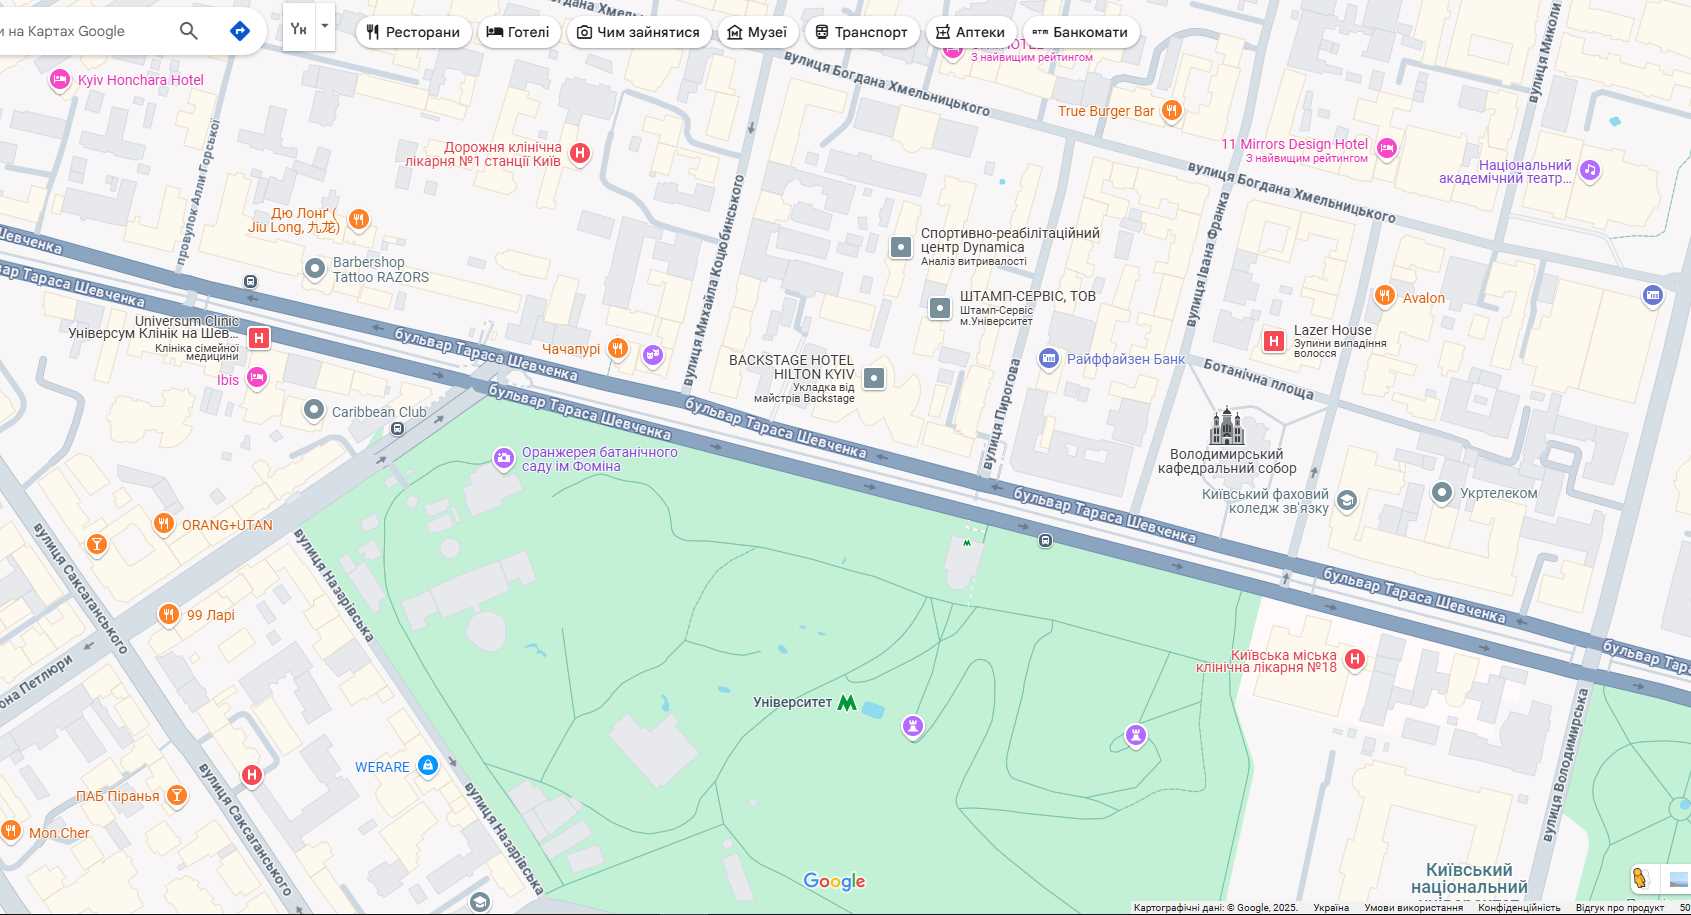 и на Картах Google
Ресторани
Готелі
Чим зайнятися
Музеї
Транспорт
Аптеки
Банкомати
вулиця Богдана Хмельницького
З найвищим рейтингом
вулиця Богдана Хмельницького
вулиця Миколи
Kyiv Honchara Hotel
True Burger Bar
11 Mirrors Design Hotel
З найвищим рейтингом
Національний
академічний театр...
Дорожня клінічна
лікарня №1 станції Київ
провулок Алли Горської
вулиця Богдана Хмельницького
Дю Лонґ (
Jiu Long, 九龙)
Barbershop
Tattoo RAZORS
вулиця Михайла Коцюбинського
Спортивно-реабілітаційний
центр Dynamica
Аналіз витривалості
вулиця Івана Франка
Шевченка
бульвар Тараса Шевченка
ШТАМП-СЕРВІС, ТОВ
Штамп-Сервіс
м.Університет
Avalon
Universum Clinic
Універсум Клінік на Шев...
Клініка сімейної
медицини
бульвар Тараса Шевченка
Чачапурі
Lazer House
Зупини випадіння
волосся
BACKSTAGE HOTEL
HILTON KYIV
Укладка від
майстрів Backstage
Райффайзен Банк
Ботанічна площа
Ibis
Caribbean Club
бульвар Тараса Шевченка
бульвар Тараса Шевченка
вулиця Пирогова
Оранжерея батанічного
саду ім Фоміна
Володимирський
кафедральний собор
Київський фаховий
коледж зв'язку
Укртелеком
бульвар Тараса Шевченка
ORANG+UTAN
вулиця Саксаганського
вулиця Назарівська
бульвар Тараса Шевченка
99 Ларі
бульвар Тара
она Петлюри
Київська міська
клінічна лікарня №18
Університет
WERARE
вулиця Володимирська
ПАБ Піранья
вулиця Саксаганського
вулиця Назарівська
Mon Cher
Google
Київський
національний
Картографічні дані: © Google, 2025.
Україна
Умови використання
Конфіденційність
Відгук про продукт
50